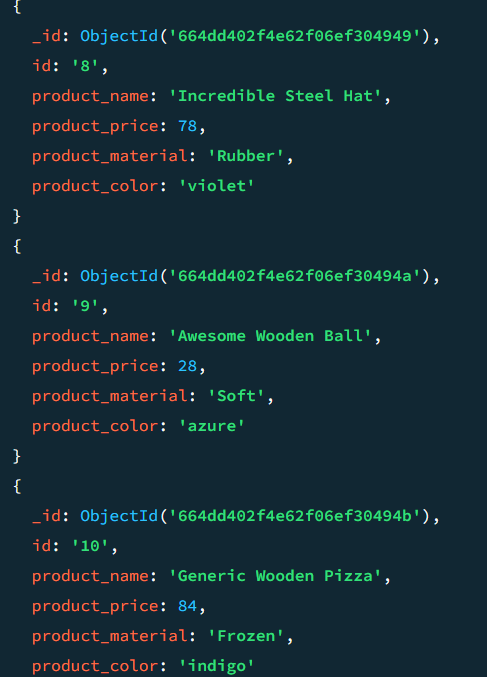 {
_id: ObjectId('664dd402f4e62f06ef304949'),
id: '8',
product_name: 'Incredible Steel Hat',
product_price: 78,
product_material: 'Rubber',
product_color: 'violet'
}
{
_id: ObjectId('664dd402f4e62f06ef30494a'),
id: '9',
product_name: 'Awesome Wooden Ball',
product_price: 28,
product_material: 'Soft',
product_color: 'azure'
}
{
_id: ObjectId('664dd402f4e62f06ef30494b'),
id: '10',
product_name: 'Generic Wooden Pizza',
product_price: 84,
product_material: 'Frozen',
product_color: 'indigo'